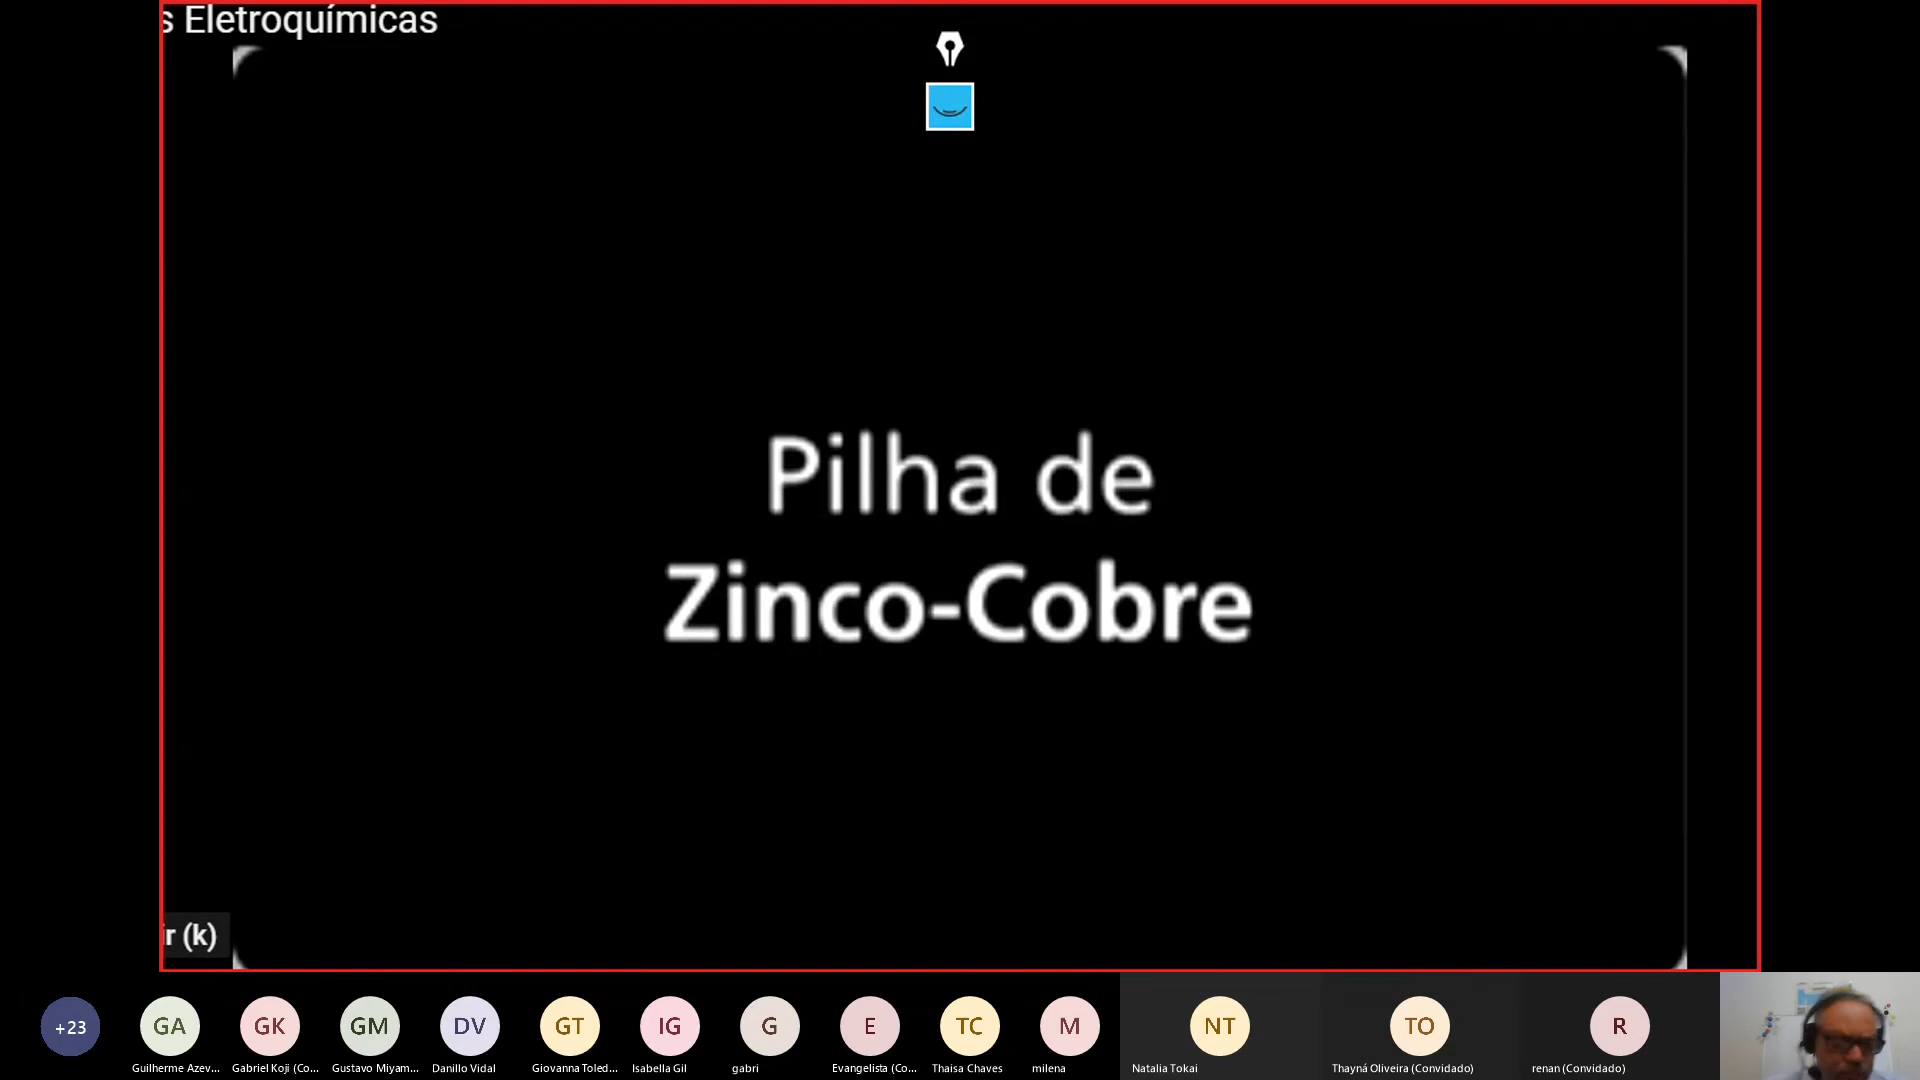 s Eletroquímicas
Pilha de
Zinco-Cobre
ir (k)
+23
GA
GK
GM
DV
GT
IG
G
E
TC
M
NT
TO
R
Guilherme Azev...
Gabriel Koji (Co...
Gustavo Miyam...
Danillo Vidal
Giovanna Toled...
Isabella Gil
gabri
Evangelista (Co...
Thaisa Chaves
milena
Natalia Tokai
Thayná Oliveira (Convidado)
renan (Convidado)